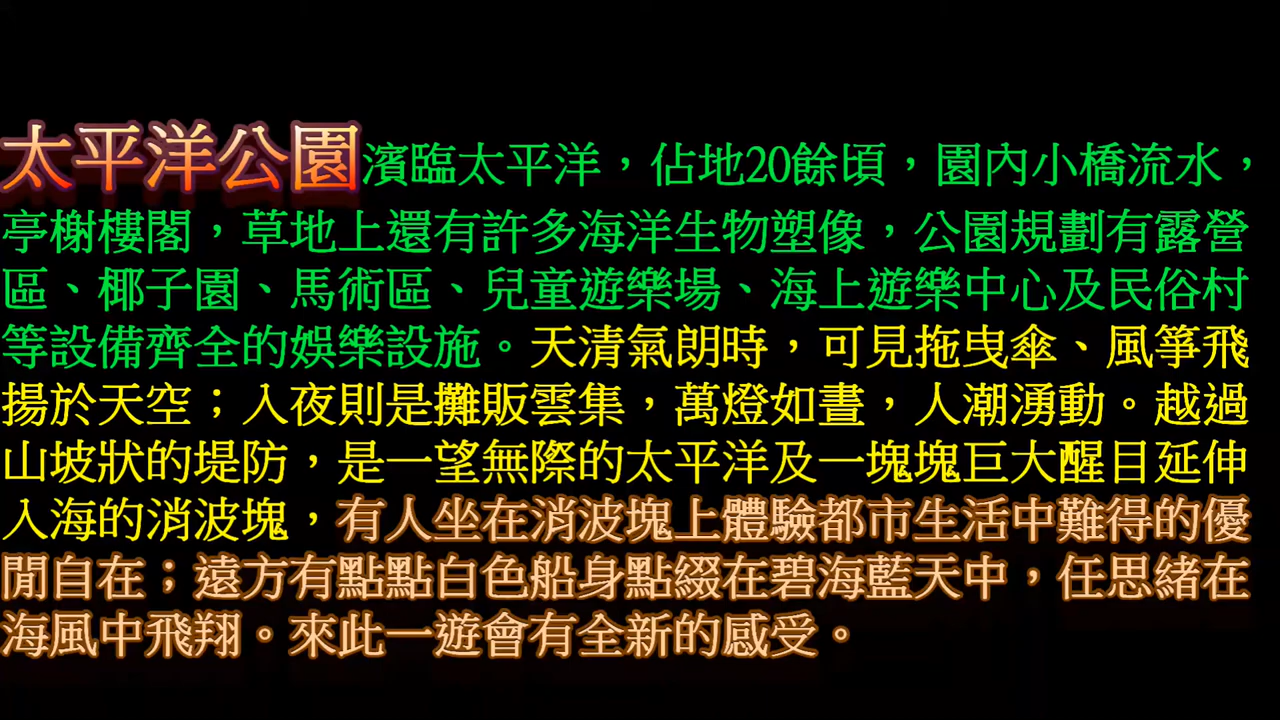 太平洋公園濱臨太平洋，佔地20餘頃，園內小橋流水，
亭榭樓閣，草地上還有許多海洋生物塑像，公園規劃有露營
區、椰子園、馬術區、兒童遊樂場、海上遊樂中心及民俗村
等設備齊全的娛樂設施。天清氣朗時，可見拖曳傘、風箏飛
揚於天空；入夜則是攤販雲集，萬燈如晝，人潮湧動。越過
山坡狀的堤防，是一望無際的太平洋及一塊塊巨大醒目延伸
入海的消波塊，有人坐在消波塊上體驗都市生活中難得的優
閒自在；遠方有點點白色船身點綴在碧海藍天中，任思緒在
海風中飛翔。來此一遊會有全新的感受。